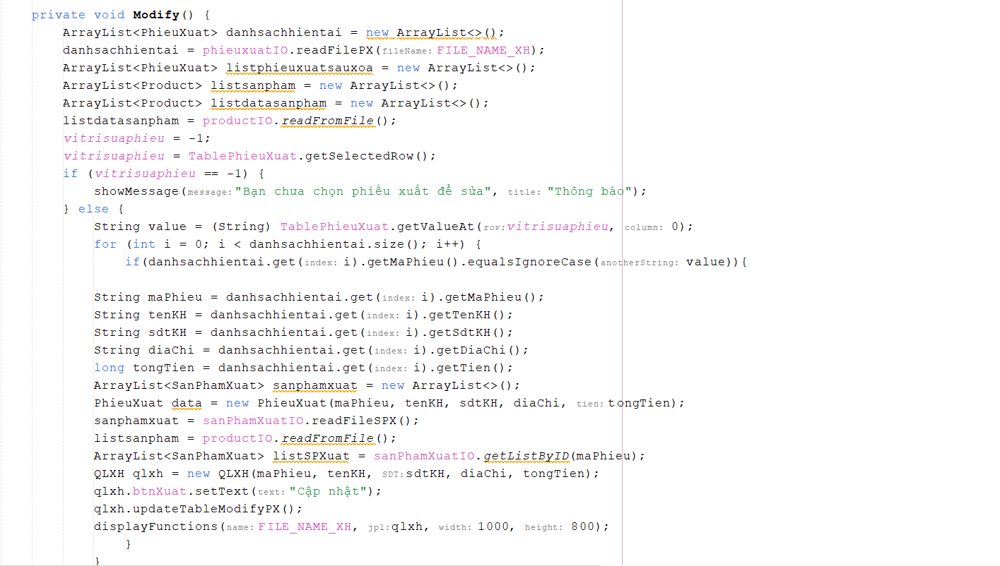 private void Modify() {
ArrayList<PhieuXuat> danhsachhientai = new ArrayList<>();
danhsachhientai = phieuxuatIO.readFilePX(fileName: FILE_NAME_XH);
ArrayList<PhieuXuat> listphieuxuatsauxoa = new ArrayList<>();
ArrayList<Product> listsanpham = new ArrayList<>();
ArrayList<Product> listdatasanpham = new ArrayList<>();
listdatasanpham = productIO.readFromFile();
vitrisuaphieu = -1;
vitrisuaphieu = TablePhieuXuat.getSelectedRow();
if (vitrisuaphieu == -1) {
showMessage(message: "Bạn chưa chọn phiếu xuất để sửa", title: "Thông báo");
} else {
String value = (String) TablePhieuXuat.getValueAt(row: vitrisuaphieu, column: 0);
for (int i = 0; i < danhsachhientai.size(); i++) {
if(danhsachhientai.get(index: i).getMaPhieu().equalsIgnoreCase(anotherString: value)){
String maPhieu = danhsachhientai.get(index: i).getMaPhieu();
String tenKH = danhsachhientai.get(index: i).getTenKH();
String sdtKH = danhsachhientai.get(index: i).getSdtKH();
String diaChi = danhsachhientai.get(index: i).getDiaChi();
long tongTien = danhsachhientai.get(index: i).getTien();
ArrayList<SanPhamXuat> sanphamxuat = new ArrayList<>();
PhieuXuat data = new PhieuXuat(maPhieu, tenKH, sdtKH, diaChi, tien: tongTien);
sanphamxuat = sanPhamXuatIO.readFileSPX();
listsanpham = productIO.readFromFile();
ArrayList<SanPhamXuat> listSPXuat = sanPhamXuatIO.getListByID(maPhieu);
QLXH qlxh = new QLXH(maPhieu, tenKH, SDT: sdtKH, diaChi, tongTien);
qlxh.btnXuat.setText(text: "Cập nhật");
qlxh.updateTableModifyPX();
displayFunctions(name: FILE_NAME_XH, jpl: qlxh, width: 1000, height: 800);
}
}